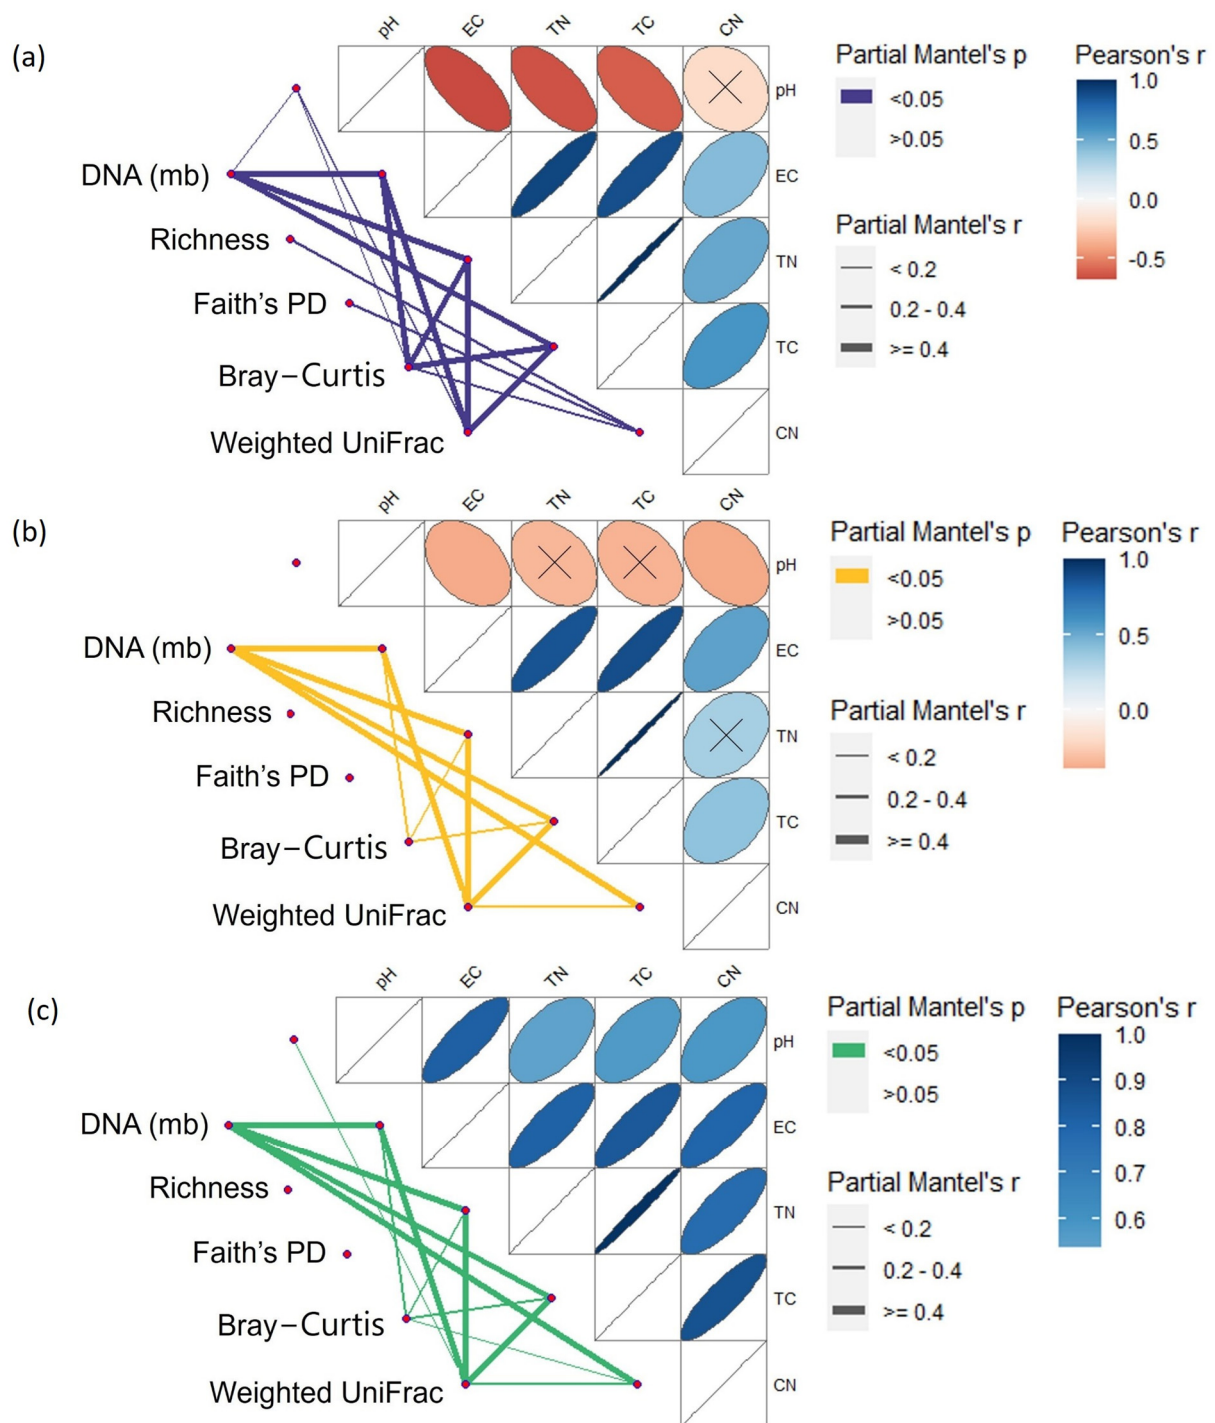 (a)
pH
EC
TN
TC
CN
pH
EC
TN
TC
CN
DNA (mb)
Richness
Faith's PD
Bray–Curtis
Weighted UniFrac
Partial Mantel's p
<0.05
>0.05
Partial Mantel's r
< 0.2
0.2 - 0.4
>= 0.4
Pearson's r
1.0
0.5
0.0
-0.5
(b)
pH
EC
TN
TC
CN
pH
EC
TN
TC
CN
DNA (mb)
Richness
Faith's PD
Bray–Curtis
Weighted UniFrac
Partial Mantel's p
<0.05
>0.05
Partial Mantel's r
< 0.2
0.2 - 0.4
>= 0.4
Pearson's r
1.0
0.5
0.0
(c)
pH
EC
TN
TC
CN
pH
EC
TN
TC
CN
DNA (mb)
Richness
Faith's PD
Bray–Curtis
Weighted UniFrac
Partial Mantel's p
<0.05
>0.05
Partial Mantel's r
< 0.2
0.2 - 0.4
>= 0.4
Pearson's r
1.0
0.9
0.8
0.7
0.6